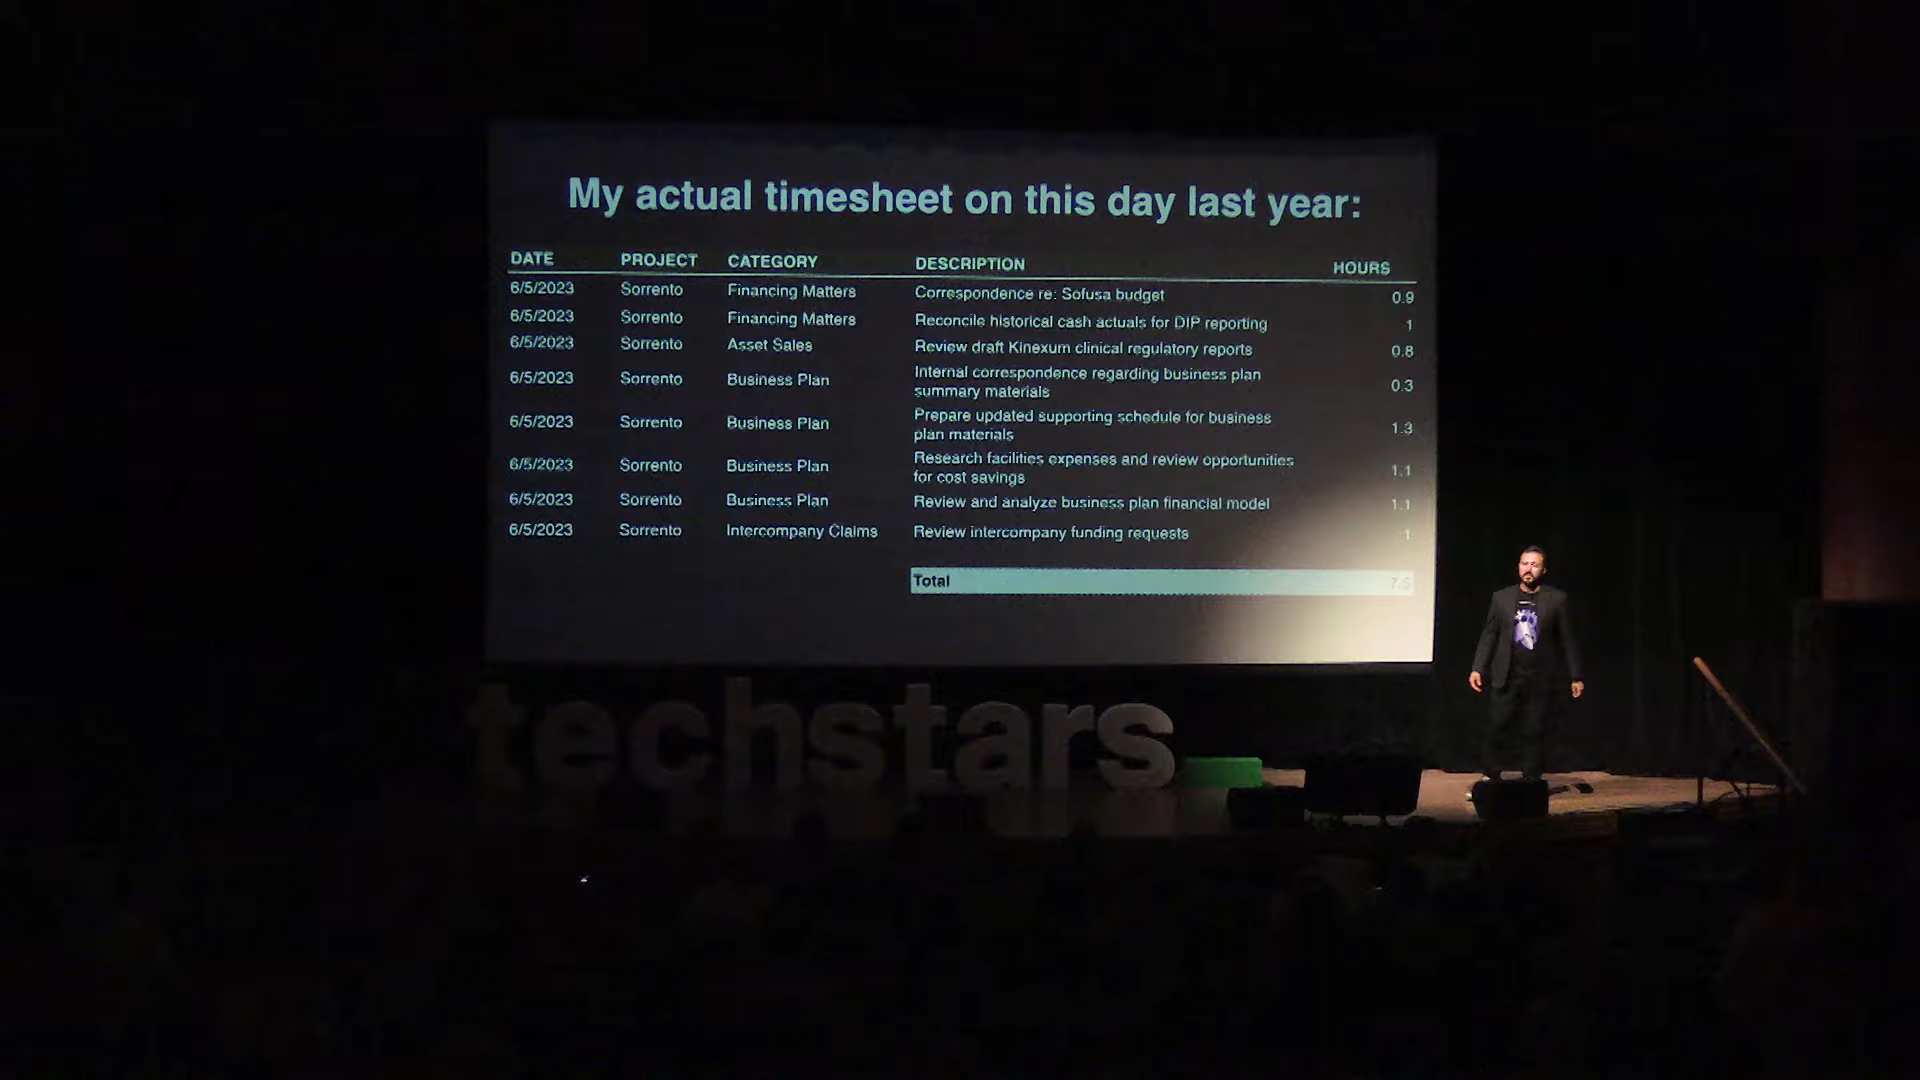 My actual timesheet on this day last year:
DATE PROJECT CATEGORY DESCRIPTION HOURS
6/5/2023 Sorrento Financing Matters Correspondence re: Sofusa budget 0.9
6/5/2023 Sorrento Financing Matters Reconcile historical cash actuals for DIP reporting 1
6/5/2023 Sorrento Asset Sales Review draft Kinexum clinical regulatory reports 0.8
6/5/2023 Sorrento Business Plan Internal correspondence regarding business plan
summary materials 0.3
6/5/2023 Sorrento Business Plan Prepare updated supporting schedule for business
plan materials 1.3
6/5/2023 Sorrento Business Plan Research facilities expenses and review opportunities
for cost savings 1.1
6/5/2023 Sorrento Business Plan Review and analyze business plan financial model 1.1
6/5/2023 Sorrento Intercompany Claims Review intercompany funding requests 1
Total 7.5
techstars_